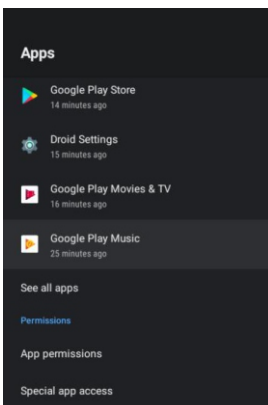 Apps
Google Play Store
14 minutes ago
Droid Settings
15 minutes ago
Google Play Movies & TV
16 minutes ago
Google Play Music
25 minutes ago
See all apps
Permissions
App permissions
Special app access